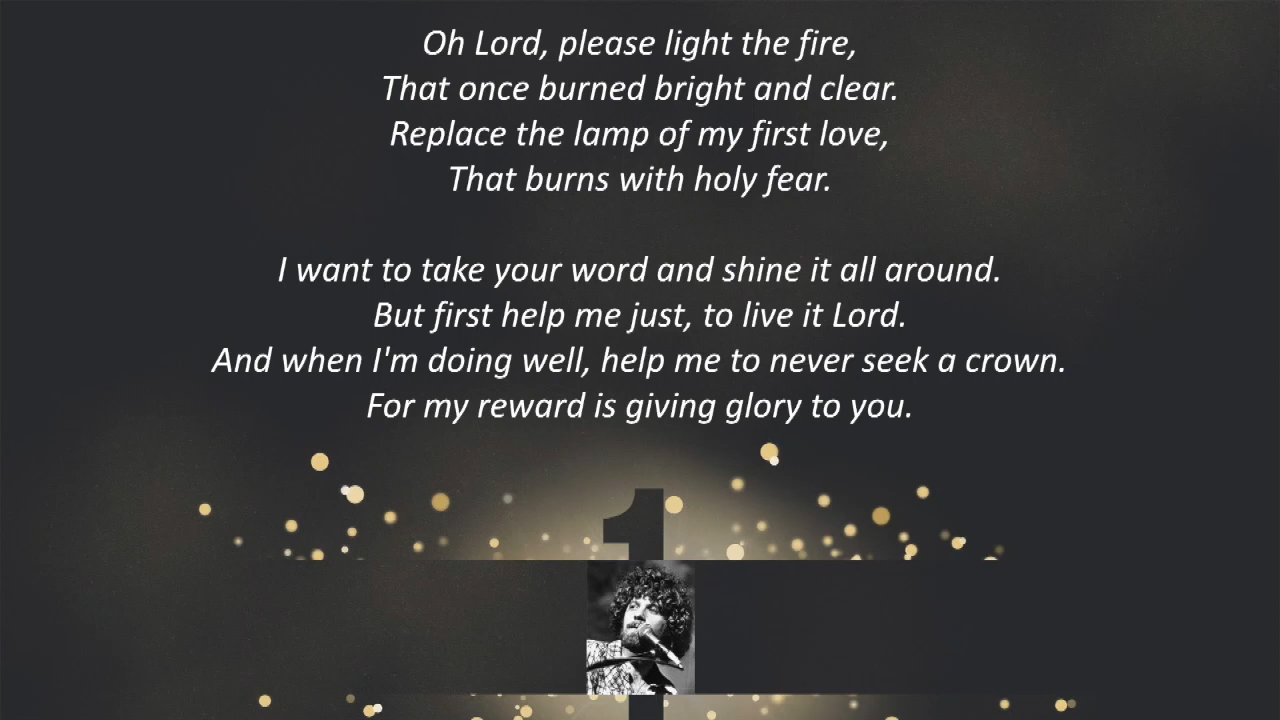 Oh Lord, please light the fire,
That once burned bright and clear.
Replace the lamp of my first love,
That burns with holy fear.
I want to take your word and shine it all around.
But first help me just, to live it Lord.
And when I'm doing well, help me to never seek a crown.
For my reward is giving glory to you.
1